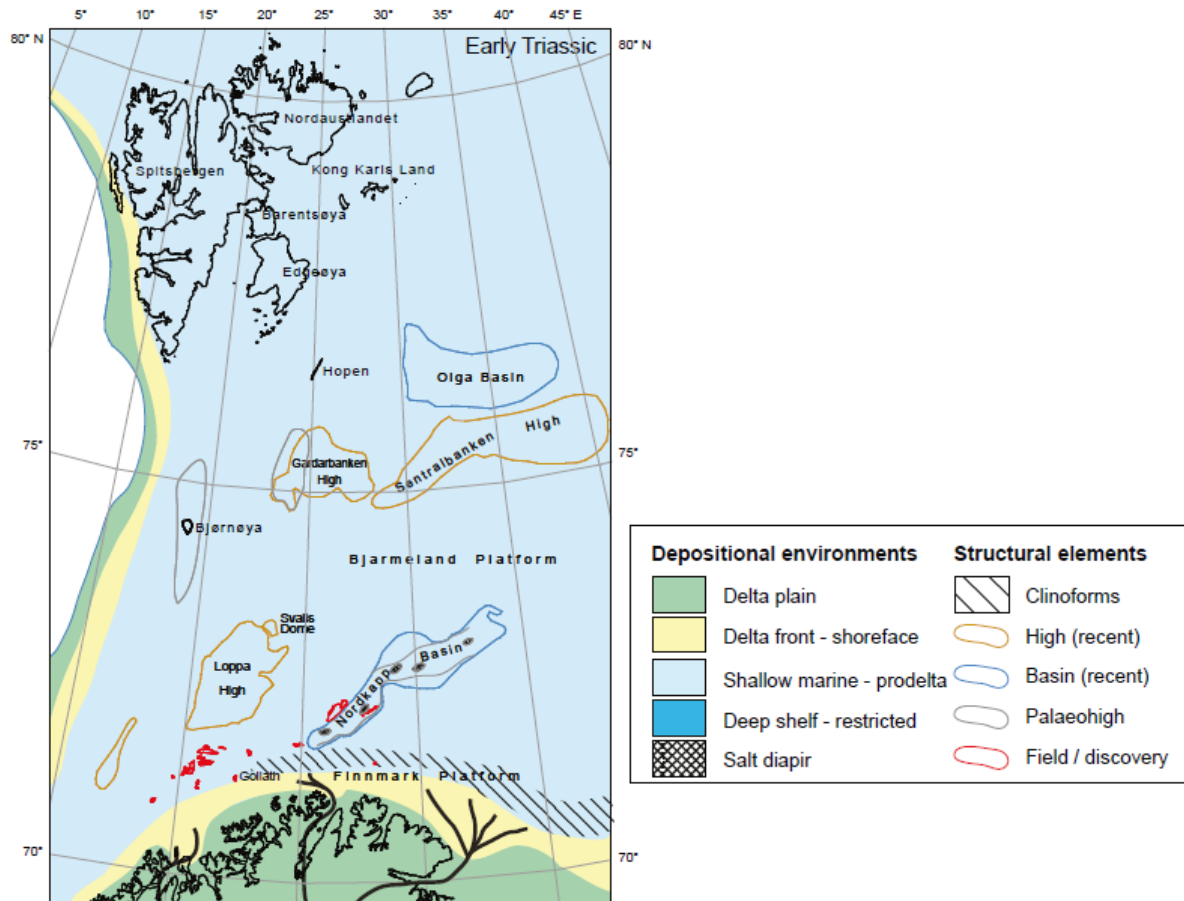 5° 10° 15° 20° 25° 30° 35° 40° 45° E
80° N
80° N
Early Triassic
Nordaustlandet
Spitsbergen
Kong Karls Land
Barentsøya
Edgeøya
Hopen
Olga Basin
Sentralbanken High
Gardarbanken
High
75°
75°
Bjørnøya
Bjarmeland Platform
Svalis
Dome
Loppa
High
Nordkapp Basin
Goliath
Finnmark Platform
70°
70°
Depositional environments
Delta plain
Delta front - shoreface
Shallow marine - prodelta
Deep shelf - restricted
Salt diapir
Structural elements
Clinoforms
High (recent)
Basin (recent)
Palaeohigh
Field / discovery